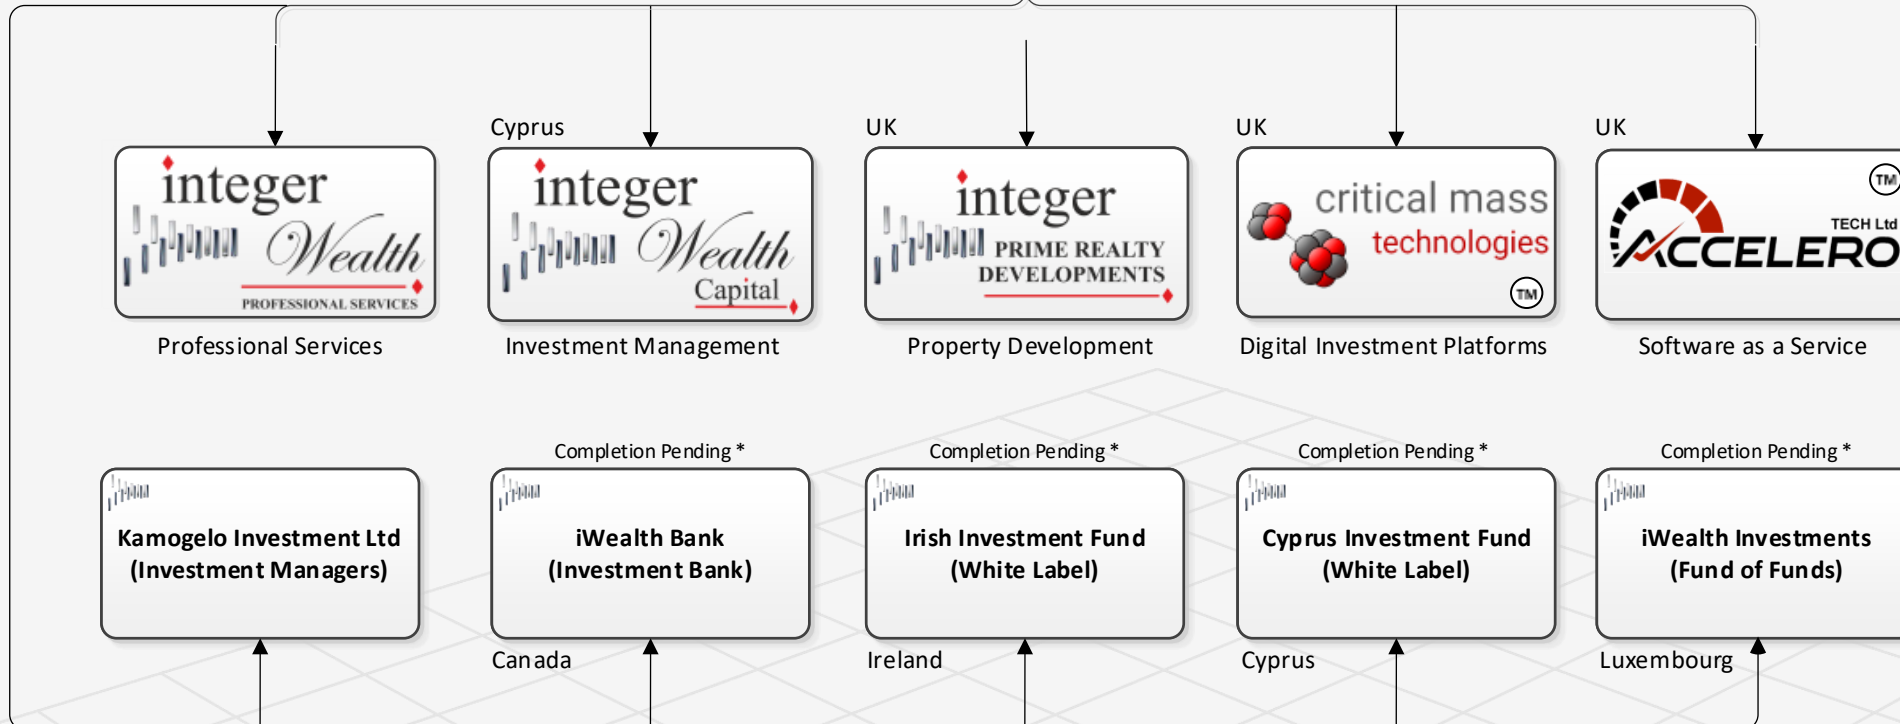 Cyprus
UK
UK
UK
integer
Wealth
PROFESSIONAL SERVICES
integer
Wealth
Capital
integer
PRIME REALTY
DEVELOPMENTS
critical mass
technologies
TM
TM
TECH Ltd
ACCELERO
Professional Services
Investment Management
Property Development
Digital Investment Platforms
Software as a Service
Completion Pending *
Completion Pending *
Completion Pending *
Completion Pending *
Kamogelo Investment Ltd
(Investment Managers)
iWealth Bank
(Investment Bank)
Irish Investment Fund
(White Label)
Cyprus Investment Fund
(White Label)
iWealth Investments
(Fund of Funds)
Canada
Ireland
Cyprus
Luxembourg